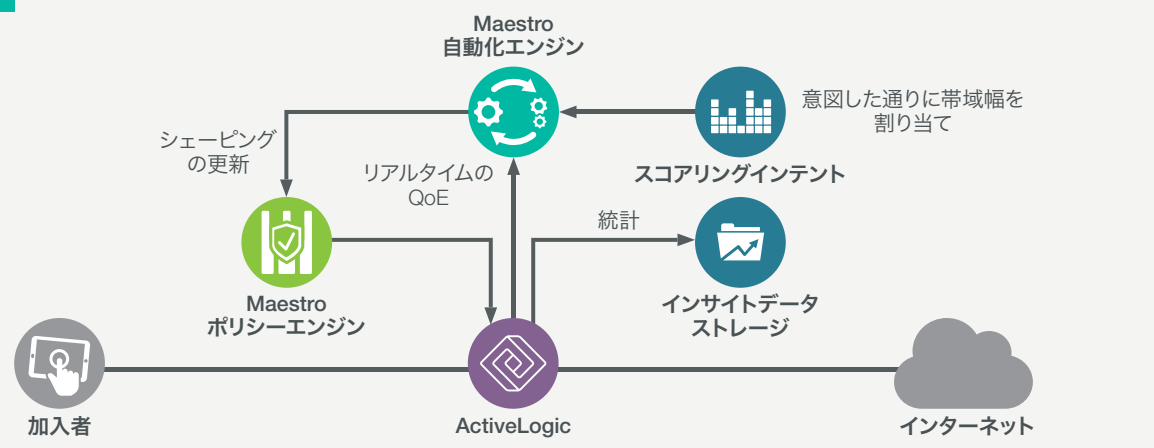 Maestro
自動化エンジン
意図した通りに帯域幅を
割り当て
シェーピング
の更新
リアルタイムの
QoE
スコアリングインテント
統計
Maestro
ポリシーエンジン
インサイトデータ
ストレージ
加入者
ActiveLogic
インターネット